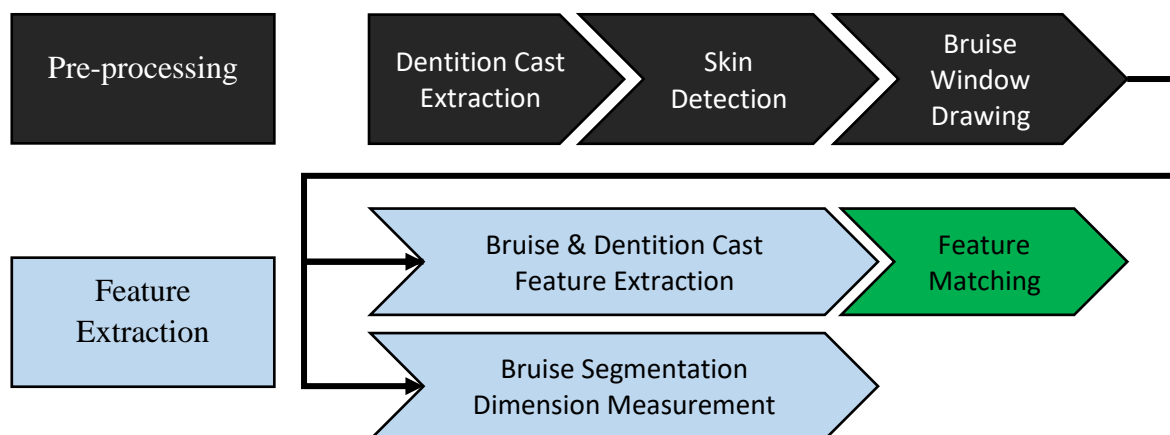 Pre-processing
Dentition Cast
Extraction
Skin
Detection
Bruise
Window
Drawing
Feature
Extraction
Bruise & Dentition Cast
Feature Extraction
Feature
Matching
Bruise Segmentation
Dimension Measurement